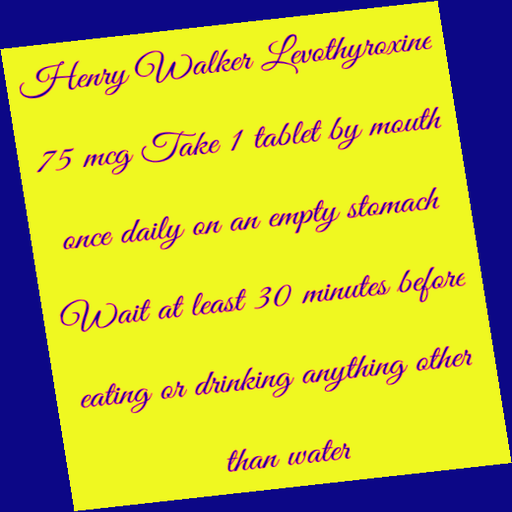 Henry Walker Levothyroxine
75 mcg Take 1 tablet by mouth
once daily on an empty stomach
Wait at least 30 minutes before
eating or drinking anything other
than water